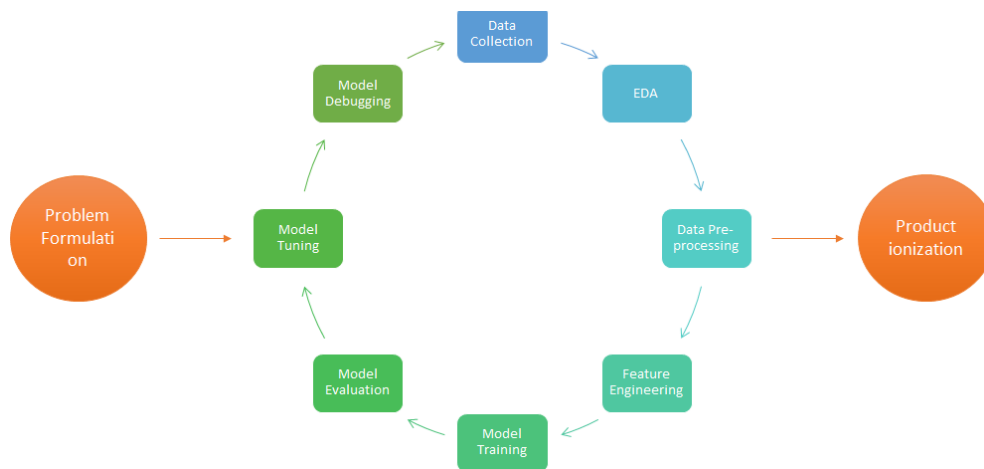 Data
Collection
Model
Debugging
EDA
Problem
Formulati
on
Model
Tuning
Data Pre-
processing
Product
ionization
Model
Evaluation
Feature
Engineering
Model
Training